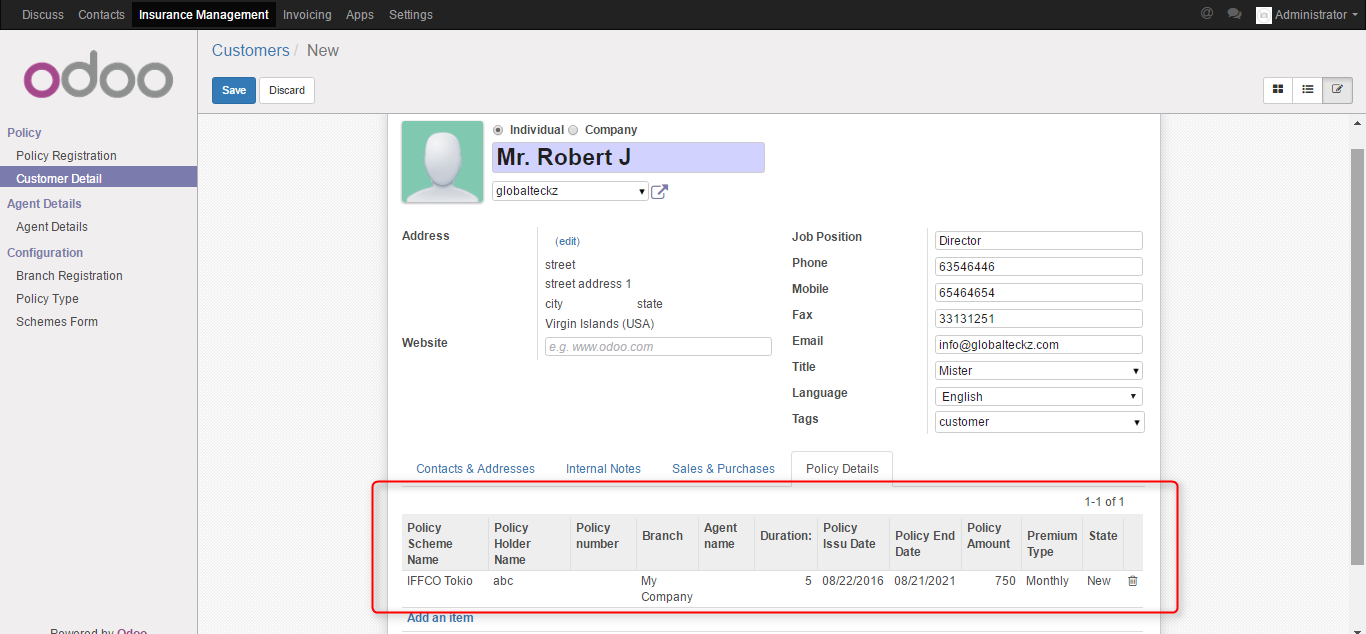 Discuss Contacts Insurance Management Invoicing Apps Settings @ Administrator
odoo
Customers / New
Save Discard
Policy
Policy Registration
Customer Detail
Agent Details
Agent Details
Configuration
Branch Registration
Policy Type
Schemes Form
Powered by Odoo
Individual Company
Mr. Robert J
globalteckz
Address
(edit)
street
street address 1
city state
Virgin Islands (USA)
Website e.g. www.odoo.com
Job Position Director
Phone 63546446
Mobile 65464654
Fax 33131251
Email info@globalteckz.com
Title Mister
Language English
Tags customer
Contacts & Addresses Internal Notes Sales & Purchases Policy Details
1-1 of 1
Policy Scheme Name Policy Holder Name Policy number Branch Agent name Duration: Policy Issu Date Policy End Date Policy Amount Premium Type State
IFFCO Tokio abc My Company 5 08/22/2016 08/21/2021 750 Monthly New
Add an item